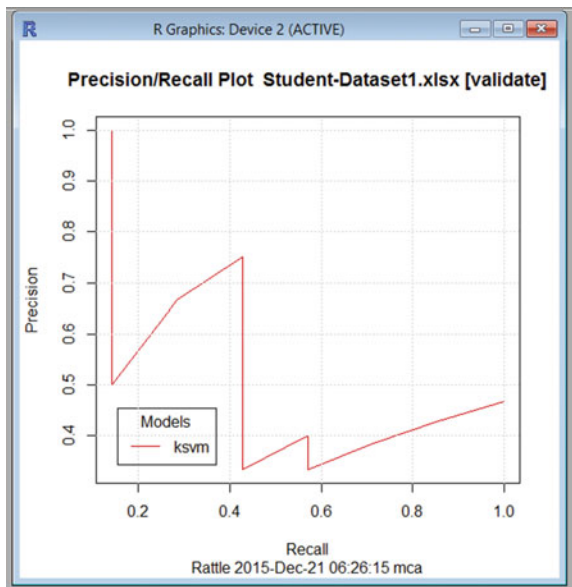 R Graphics: Device 2 (ACTIVE)
Precision/Recall Plot Student-Dataset1.xlsx [validate]
1.0
0.9
0.8
0.7
0.6
0.5
0.4
Precision
Models
ksvm
0.2
0.4
0.6
0.8
1.0
Recall
Rattle 2015-Dec-21 06:26:15 mca